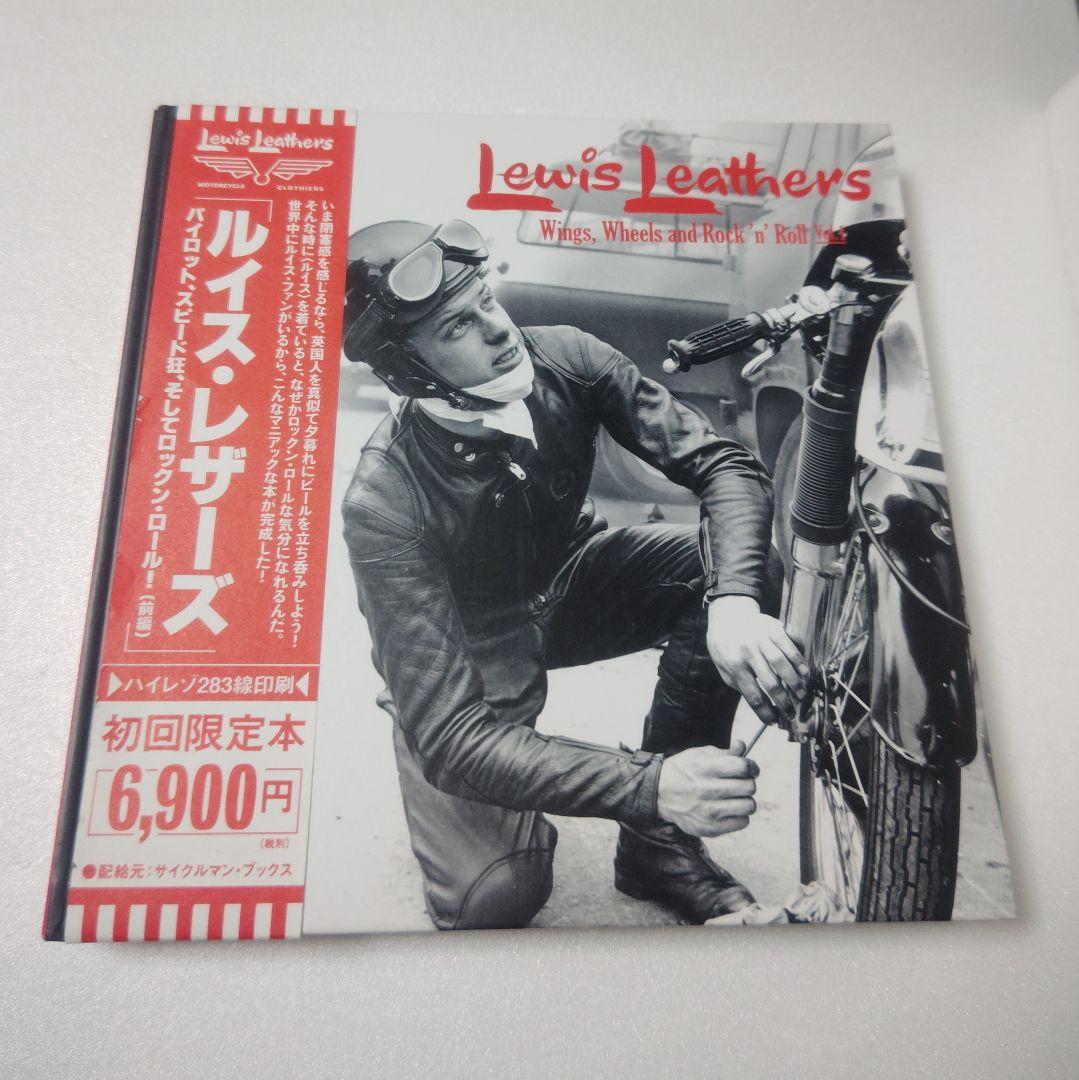 Lewis Leathers
MOTORCYCLE CLOTHIERS
いま閉塞感を感じるなら、英国人を真似て夕暮れにビールを立ち呑みしよう！
そんな時に〈ルイス〉を着ていると、なぜかロックン・ロールな気分になれるんだ。
世界中にルイス・ファンがいるから、こんなマニアックな本が完成した！
「ルイス・レザーズ
パイロット、スピード狂、そしてロックン・ロール！（前編）」
▶ハイレゾ283線印刷◀
初回限定本
6,900円
（税別）
●配給元：サイクルマン・ブックス
Lewis Leathers
Wings, Wheels and Rock 'n' Roll Vol.1